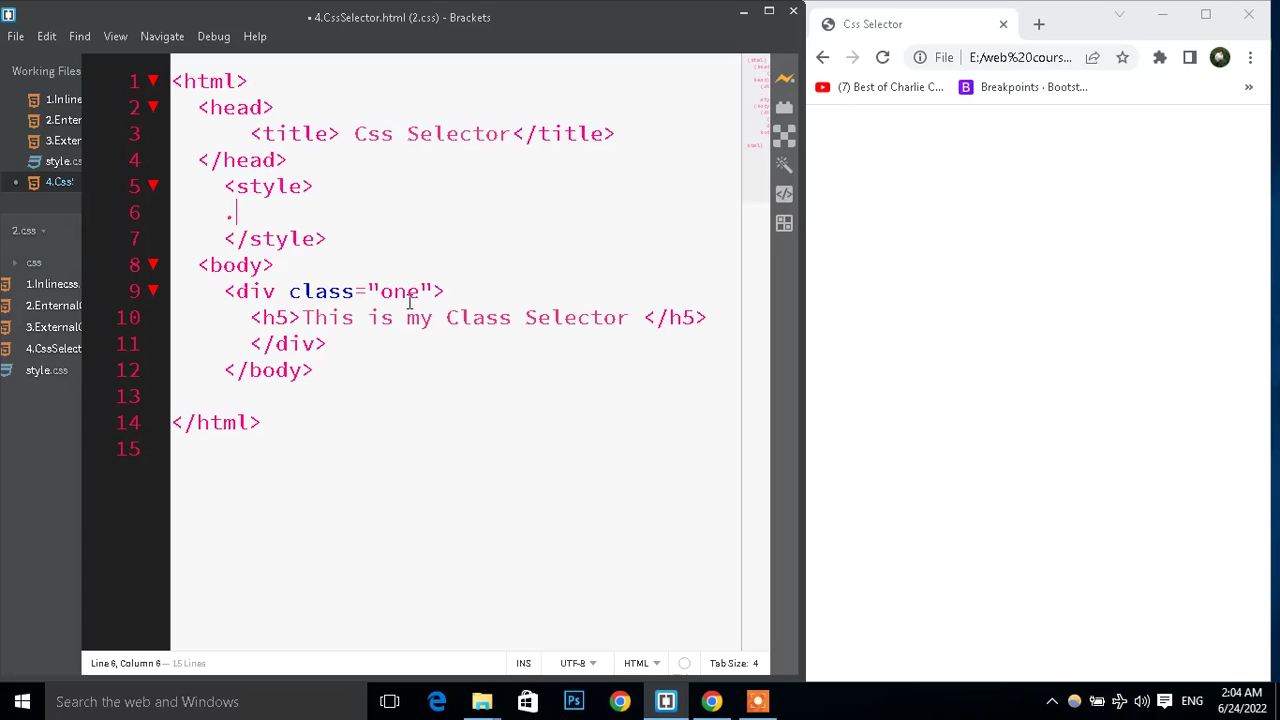 • 4.CssSelector.html (2.css) - Brackets
File Edit Find View Navigate Debug Help
Working Files
1.Inline
2.Enter
3.Exter
style.cs
• 4.Css
2.css
css
1.Inlinecss.
2.EnternalC
3.ExternalC
4.CssSelect
style.css
1 <html>
2 <head>
3 <title> Css Selector</title>
4 </head>
5 <style>
6 .
7 </style>
8 <body>
9 <div class="one">
10 <h5>This is my Class Selector </h5>
11 </div>
12 </body>
13
14 </html>
15
Line 6, Column 6 — 15 Lines
INS UTF-8 HTML Tab Size: 4
Css Selector
File E:/web%20cours...
(7) Best of Charlie C... Breakpoints · Bootst... »
Search the web and Windows
ENG
2:04 AM
6/24/2022